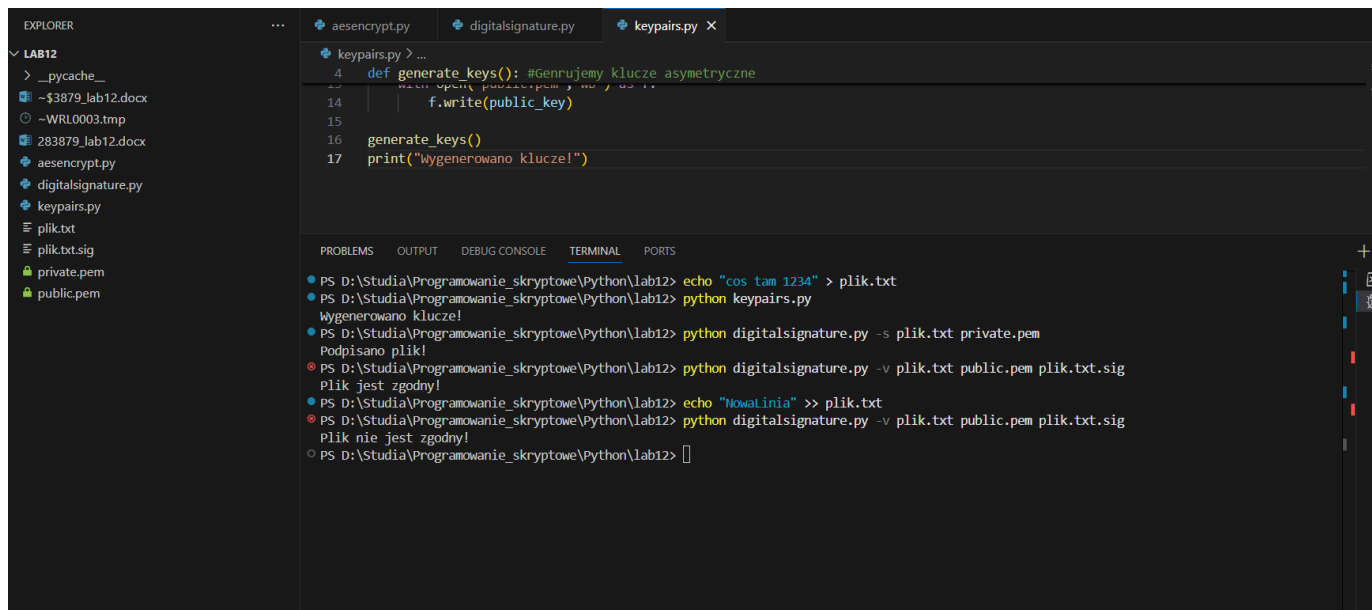 EXPLORER
...
aesencrypt.py
digitalsignature.py
keypairs.py
LAB12
__pycache__
~$3879_lab12.docx
~WRL0003.tmp
283879_lab12.docx
aesencrypt.py
digitalsignature.py
keypairs.py
plik.txt
plik.txt.sig
private.pem
public.pem
keypairs.py > ...
4 def generate_keys(): #Genrujemy klucze asymetryczne
14 f.write(public_key)
15
16 generate_keys()
17 print("Wygenerowano klucze!")
PROBLEMS OUTPUT DEBUG CONSOLE TERMINAL PORTS
PS D:\Studia\Programowanie_skryptowe\Python\lab12> echo "cos tam 1234" > plik.txt
PS D:\Studia\Programowanie_skryptowe\Python\lab12> python keypairs.py
Wygenerowano klucze!
PS D:\Studia\Programowanie_skryptowe\Python\lab12> python digitalsignature.py -s plik.txt private.pem
Podpisano plik!
PS D:\Studia\Programowanie_skryptowe\Python\lab12> python digitalsignature.py -v plik.txt public.pem plik.txt.sig
Plik jest zgodny!
PS D:\Studia\Programowanie_skryptowe\Python\lab12> echo "NowaLinia" >> plik.txt
PS D:\Studia\Programowanie_skryptowe\Python\lab12> python digitalsignature.py -v plik.txt public.pem plik.txt.sig
Plik nie jest zgodny!
PS D:\Studia\Programowanie_skryptowe\Python\lab12>